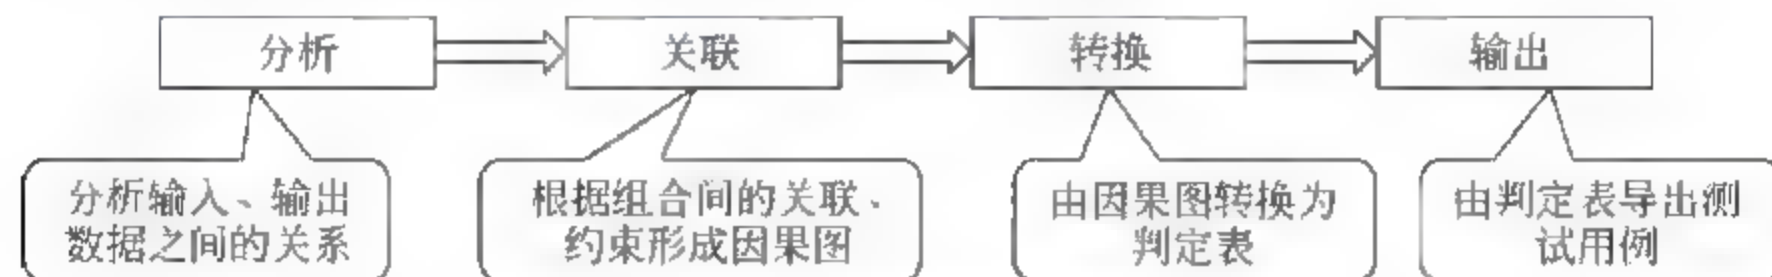 分析
关联
转换
输出
分析输入、输出
数据之间的关系
根据组合间的关联、
约束形成因果图
由因果图转换为
判定表
由判定表导出测
试用例